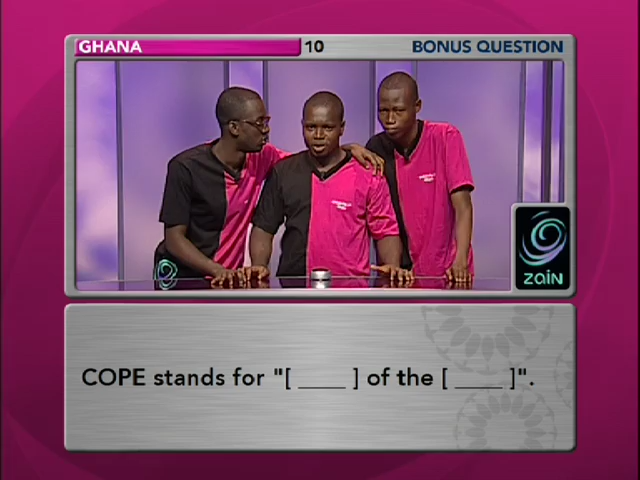 GHANA 10 BONUS QUESTION
ZAIN
COPE stands for "[ ____ ] of the [ ____ ]".